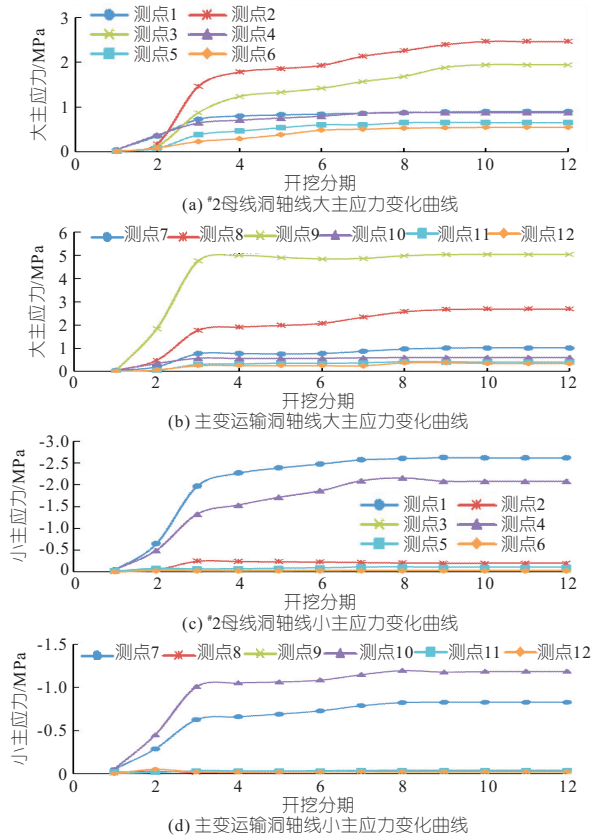 3
2
1
0
大主应力/MPa
测点1
测点2
测点3
测点4
测点5
测点6
0 2 4 6 8 10 12
开挖分期
(a) #2母线洞轴线大主应力变化曲线
6
5
4
3
2
1
0
大主应力/MPa
测点7 测点8 测点9 测点10 测点11 测点12
0 2 4 6 8 10 12
开挖分期
(b) 主变运输洞轴线大主应力变化曲线
-3.0
-2.5
-2.0
-1.5
-1.0
-0.5
0
小主应力/MPa
测点1
测点2
测点3
测点4
测点5
测点6
0 2 4 6 8 10 12
开挖分期
(c) #2母线洞轴线小主应力变化曲线
-1.5
-1.0
-0.5
0
小主应力/MPa
测点7 测点8 测点9 测点10 测点11 测点12
0 2 4 6 8 10 12
开挖分期
(d) 主变运输洞轴线小主应力变化曲线